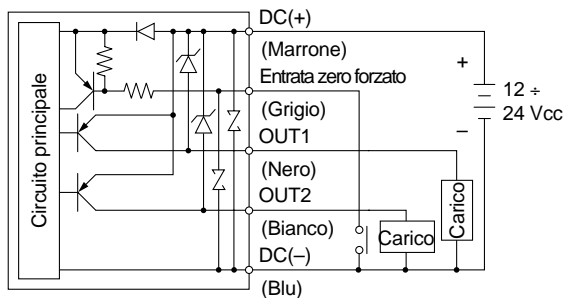 DC(+)
(Marrone)
Entrata zero forzato
(Grigio)
OUT1
(Nero)
OUT2
(Bianco)
DC(–)
(Blu)
Circuito principale
Carico
Carico
+
12 ÷
24 Vcc
–